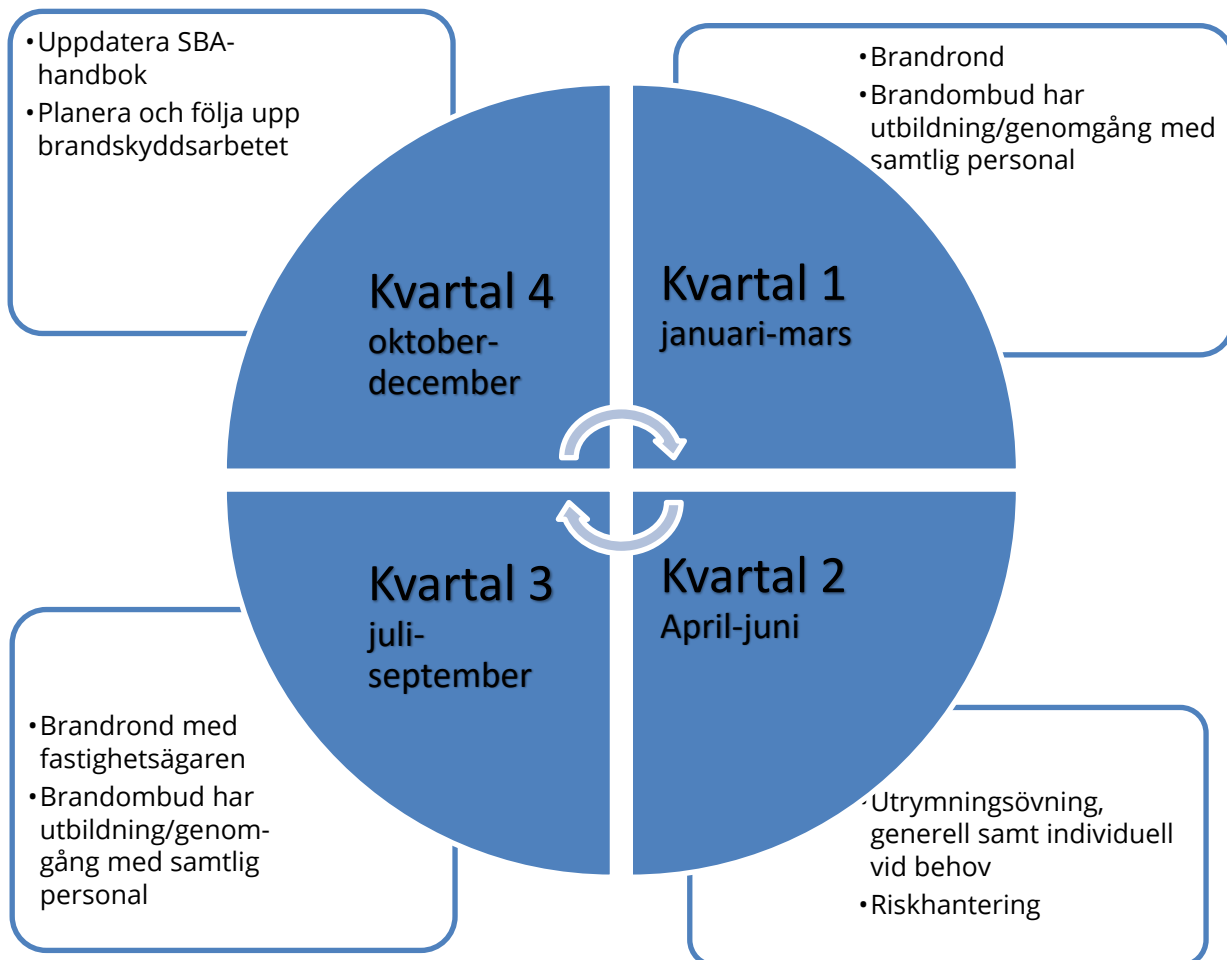 •Uppdatera SBA-
handbok
•Planera och följa upp
brandskyddsarbetet
•Brandrond
•Brandombud har
utbildning/genomgång med
samtlig personal
Kvartal 4
oktober-
december
Kvartal 1
januari-mars
Kvartal 3
juli-
september
Kvartal 2
April-juni
•Brandrond med
fastighetsägaren
•Brandombud har
utbildning/genom-
gång med samtlig
personal
•Utrymningsövning,
generell samt individuell
vid behov
•Riskhantering